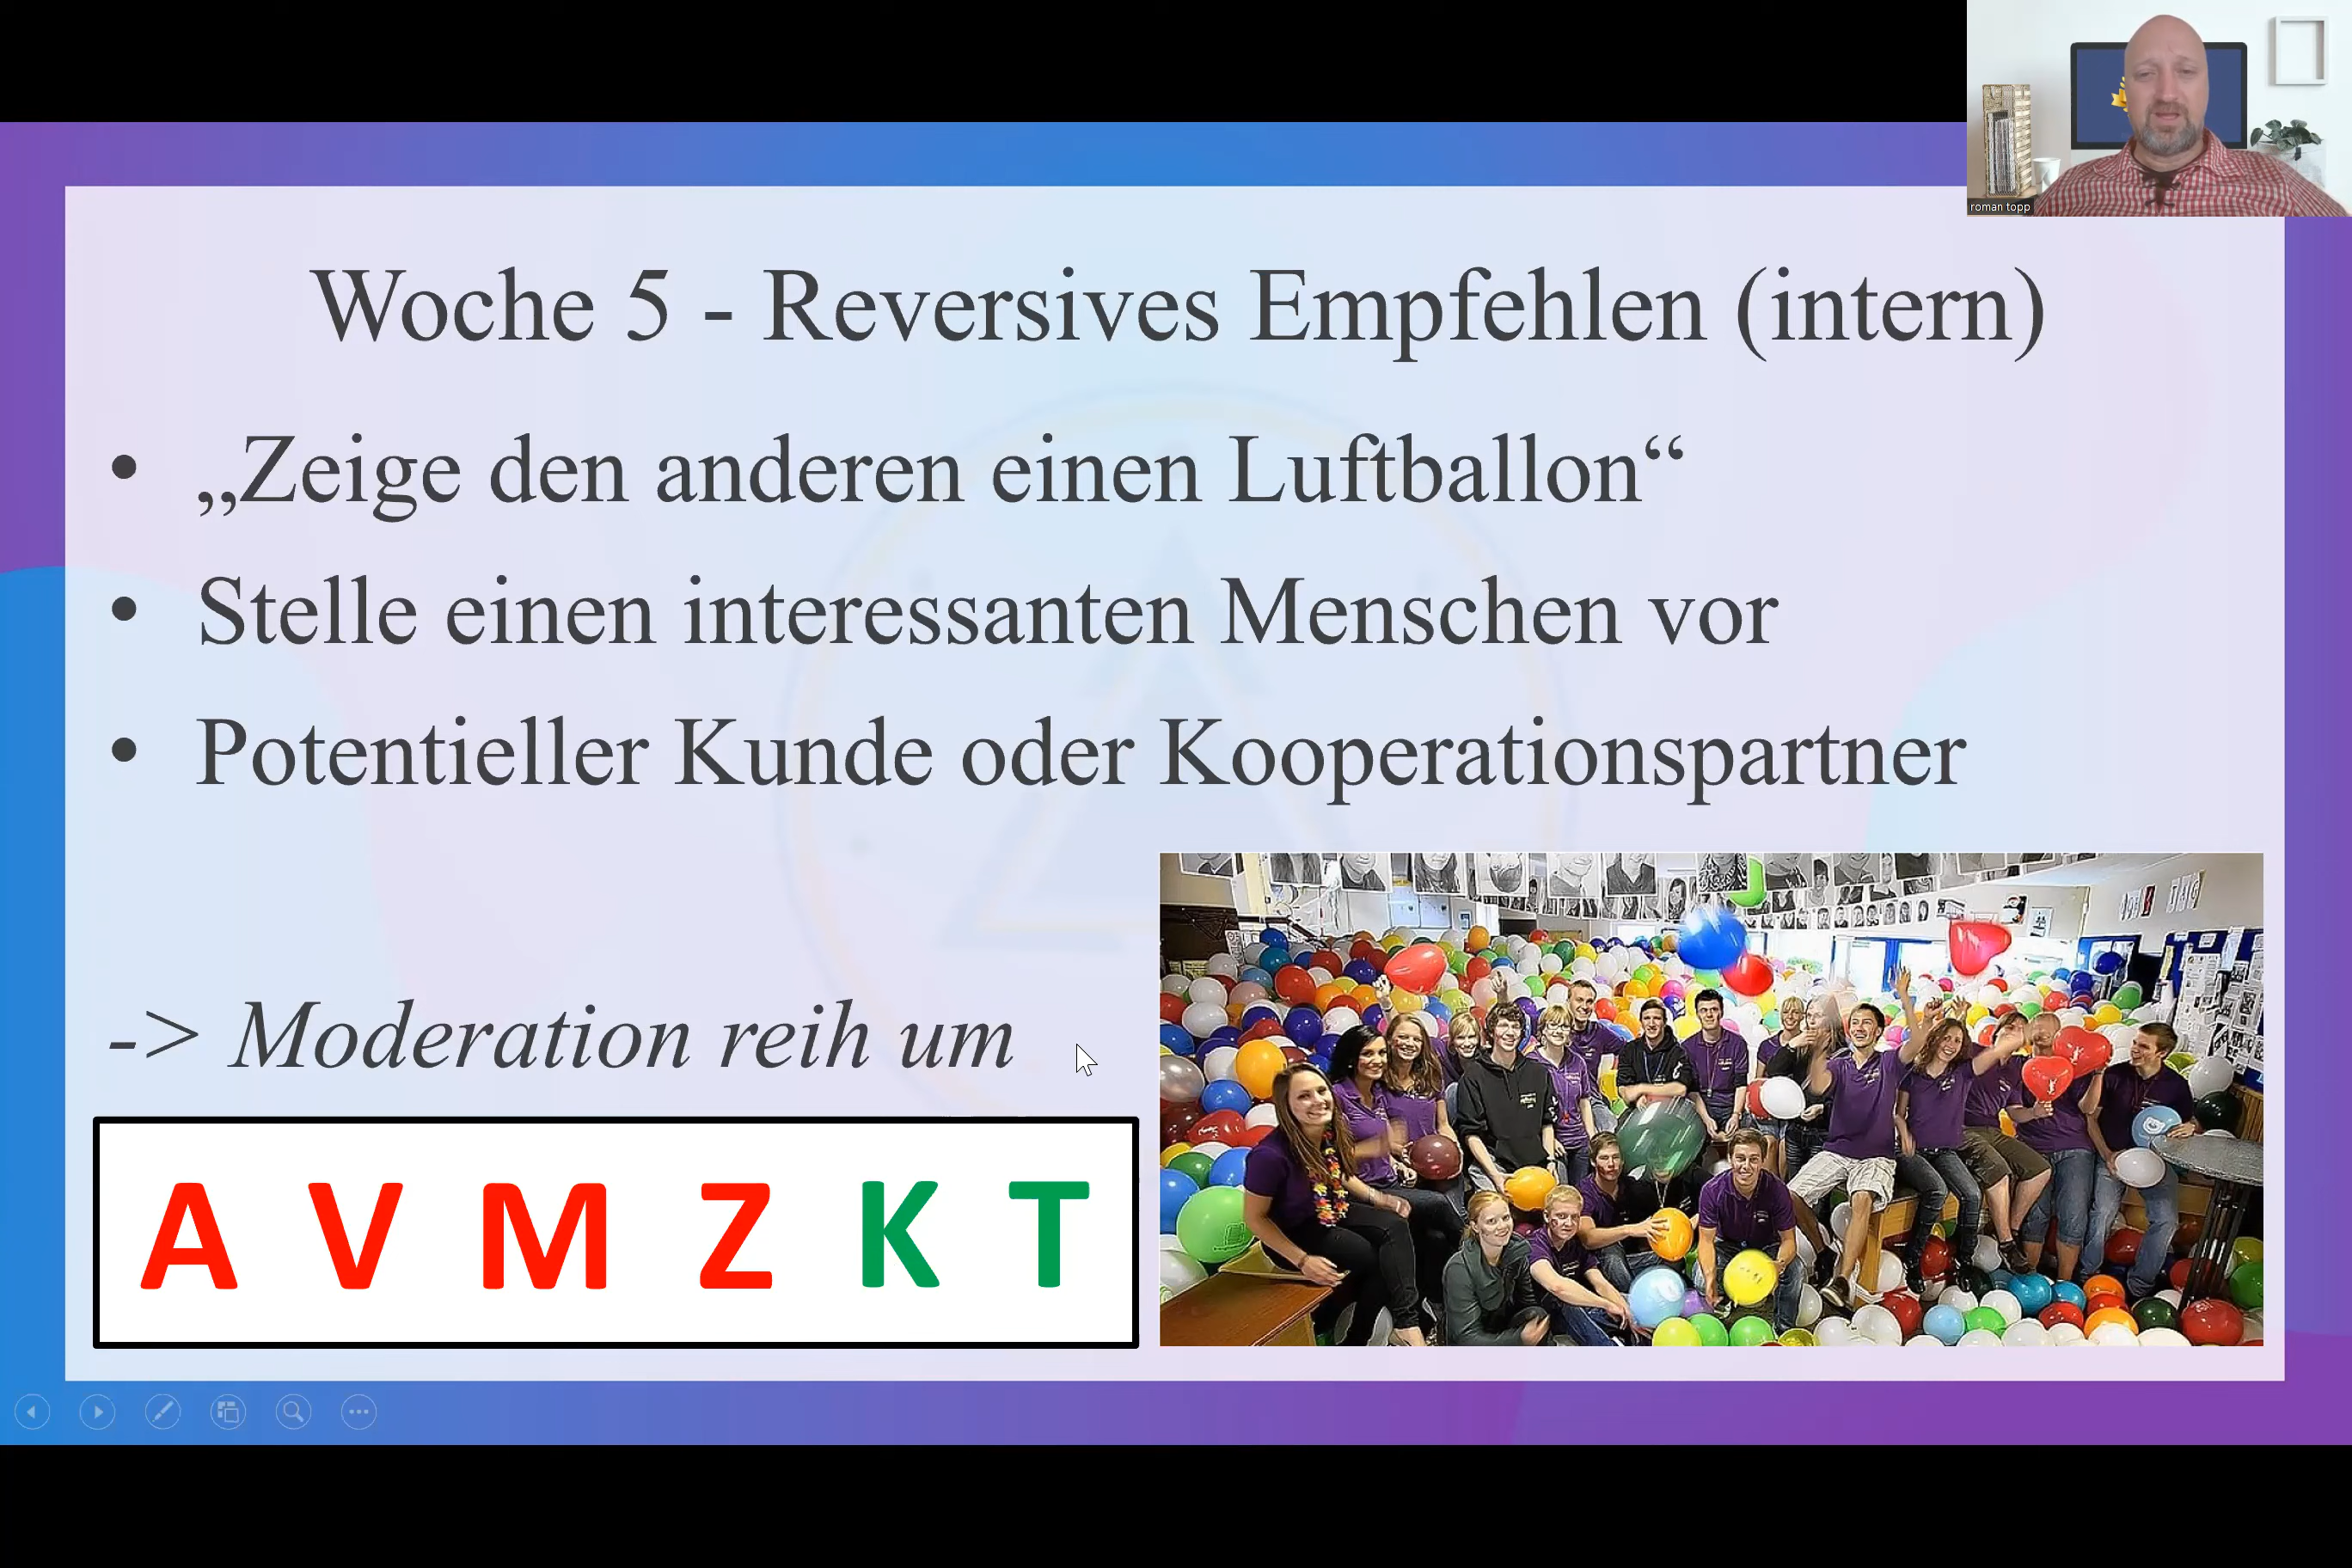 roman topp
Woche 5 - Reversives Empfehlen (intern)
• „Zeige den anderen einen Luftballon“
• Stelle einen interessanten Menschen vor
• Potentieller Kunde oder Kooperationspartner
-> Moderation reih um
A V M Z K T